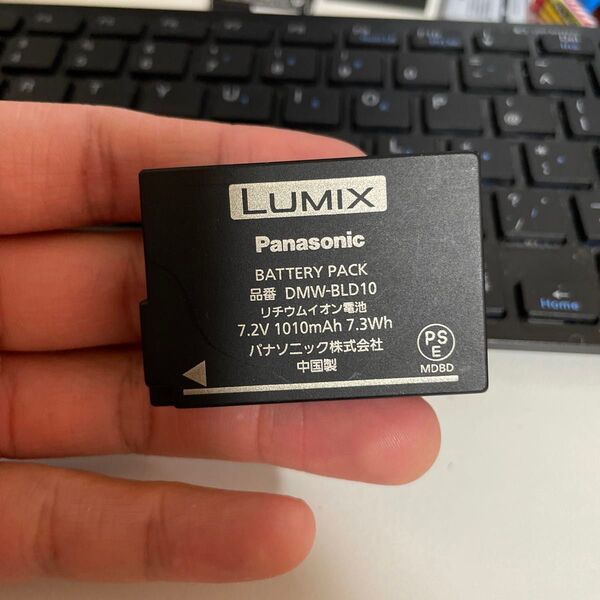 LUMIX
Panasonic
BATTERY PACK
品番 DMW-BLD10
リチウムイオン電池
7.2V 1010mAh 7.3Wh
パナソニック株式会社
中国製
PS
E
MDBD
Home